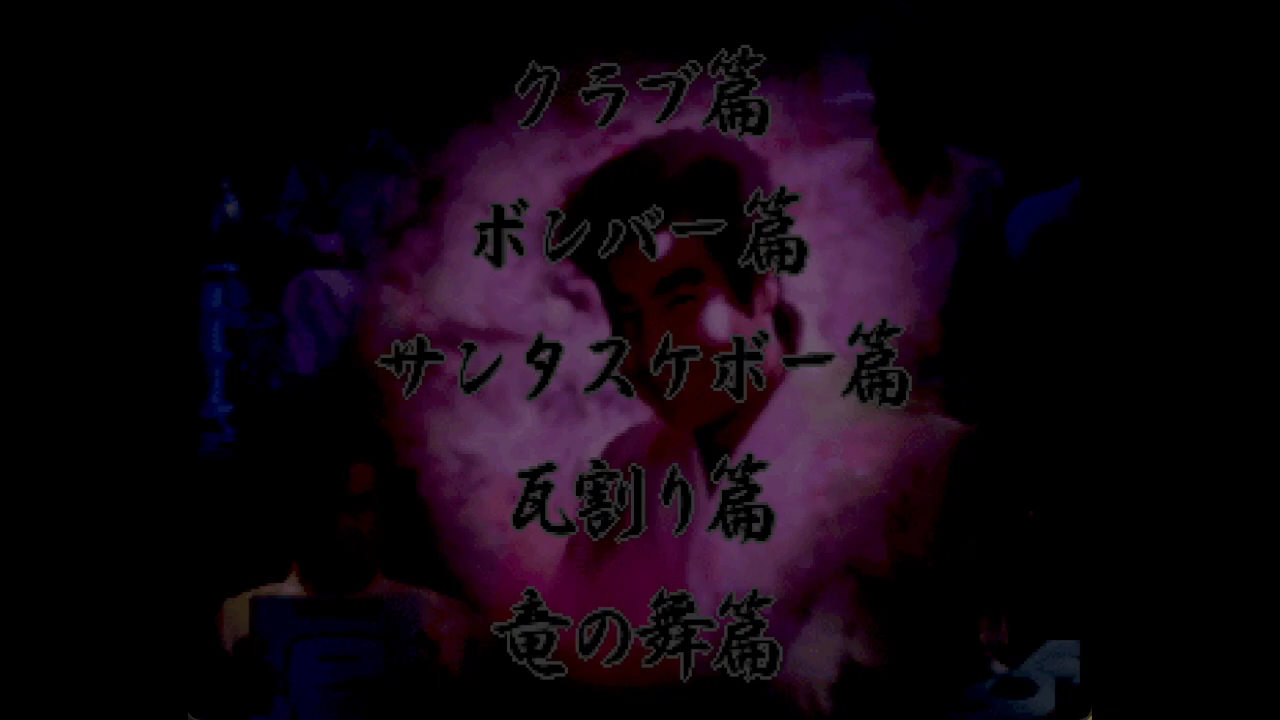 クラブ篇
ボンバー篇
サンタスケボー篇
瓦割り篇
竜の舞篇